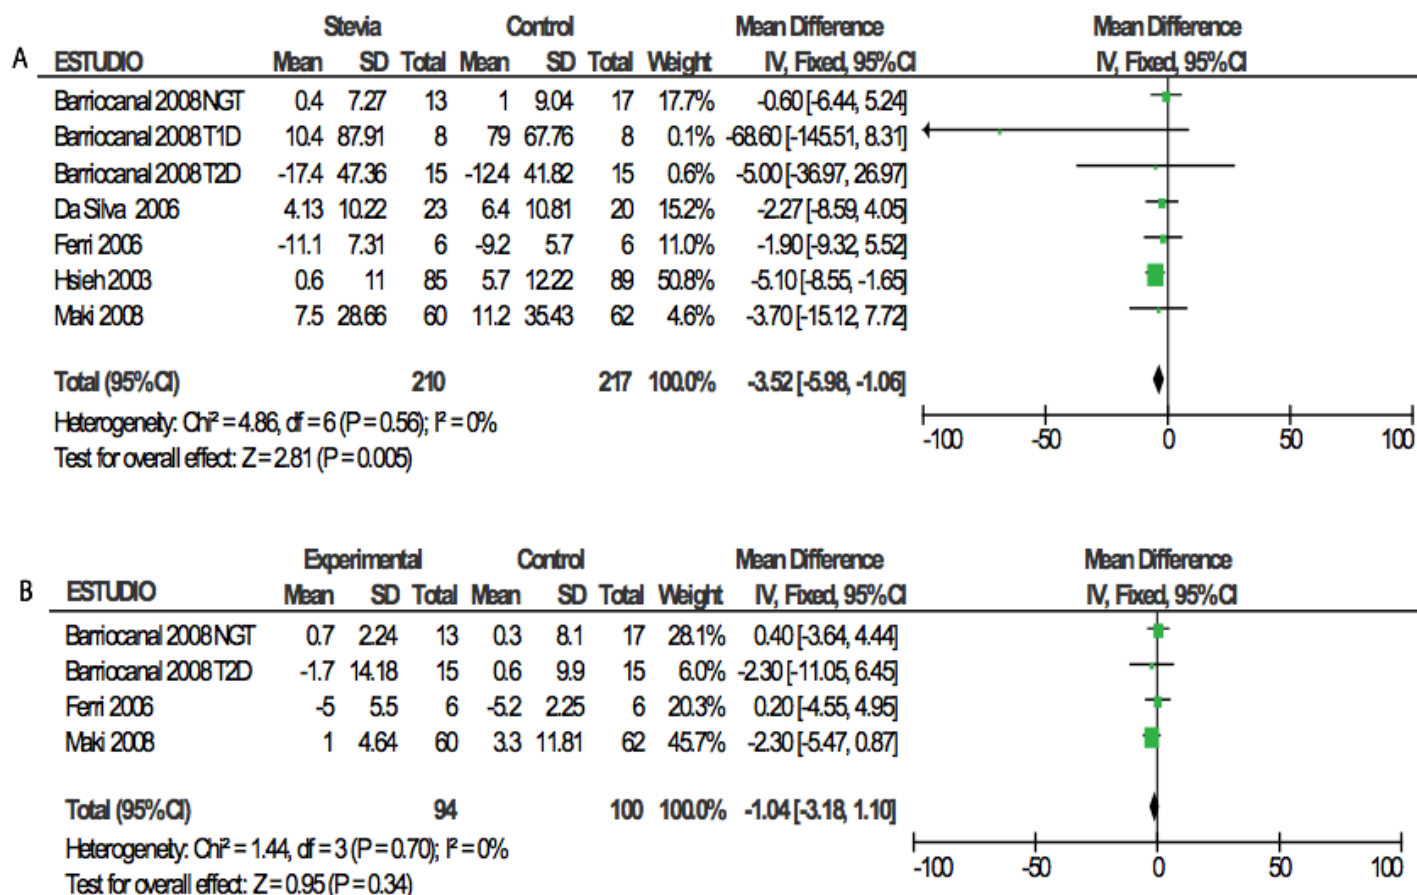 Stevia Control Mean Difference Mean Difference
A ESTUDIO Mean SD Total Mean SD Total Weight IV, Fixed, 95%CI IV, Fixed, 95%CI
Barriocanal 2008 NGT 0.4 7.27 13 1 9.04 17 17.7% -0.60 [-6.44, 5.24]
Barriocanal 2008 T1D 10.4 87.91 8 79 67.76 8 0.1% -68.60 [-145.51, 8.31]
Barriocanal 2008 T2D -17.4 47.36 15 -12.4 41.82 15 0.6% -5.00 [-36.97, 26.97]
Da Silva 2006 4.13 10.22 23 6.4 10.81 20 15.2% -2.27 [-8.59, 4.05]
Ferri 2006 -11.1 7.31 6 -9.2 5.7 6 11.0% -1.90 [-9.32, 5.52]
Hsieh 2003 0.6 11 85 5.7 12.22 89 50.8% -5.10 [-8.55, -1.65]
Maki 2008 7.5 28.66 60 11.2 35.43 62 4.6% -3.70 [-15.12, 7.72]
Total (95%CI) 210 217 100.0% -3.52 [-5.98, -1.06]
Heterogeneity: Chi² = 4.86, df = 6 (P = 0.56); I² = 0%
Test for overall effect: Z = 2.81 (P = 0.005)
-100 -50 0 50 100
Experimental Control Mean Difference Mean Difference
B ESTUDIO Mean SD Total Mean SD Total Weight IV, Fixed, 95%CI IV, Fixed, 95%CI
Barriocanal 2008 NGT 0.7 2.24 13 0.3 8.1 17 28.1% 0.40 [-3.64, 4.44]
Barriocanal 2008 T2D -1.7 14.18 15 0.6 9.9 15 6.0% -2.30 [-11.05, 6.45]
Ferri 2006 -5 5.5 6 -5.2 2.25 6 20.3% 0.20 [-4.55, 4.95]
Maki 2008 1 4.64 60 3.3 11.81 62 45.7% -2.30 [-5.47, 0.87]
Total (95%CI) 94 100 100.0% -1.04 [-3.18, 1.10]
Heterogeneity: Chi² = 1.44, df = 3 (P = 0.70); I² = 0%
Test for overall effect: Z = 0.95 (P = 0.34)
-100 -50 0 50 100